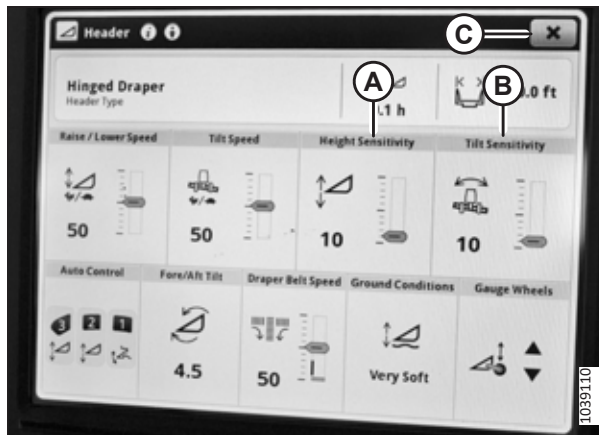 Header
C
Hinged Draper
Header Type
A
.1 h
B
.0 ft
Raise / Lower Speed
Tilt Speed
Height Sensitivity
Tilt Sensitivity
50
50
10
10
Auto Control
Fore/Aft Tilt
Draper Belt Speed
Ground Conditions
Gauge Wheels
3 2 1
4.5
50
Very Soft
1039110